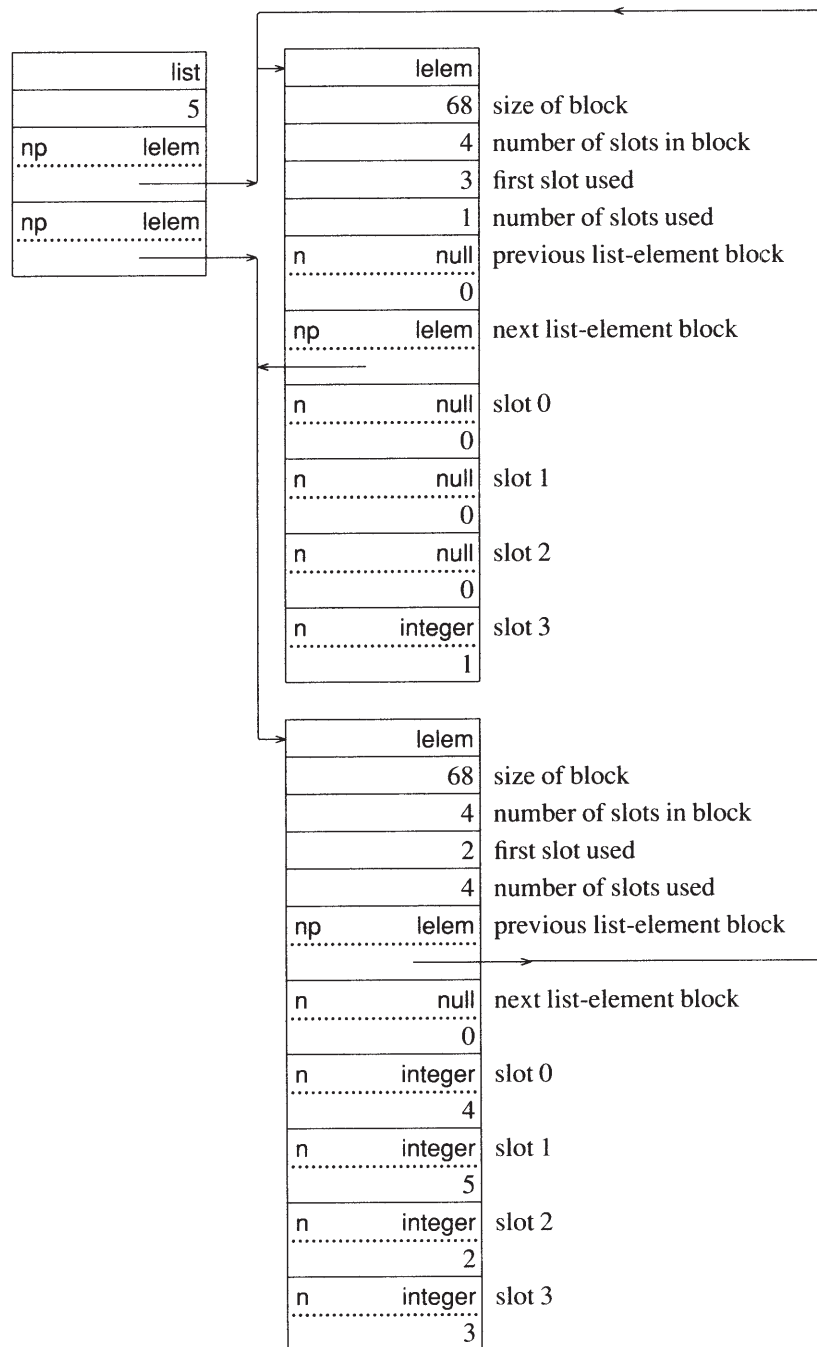 list
5
np lelem
np lelem
lelem
68 size of block
4 number of slots in block
3 first slot used
1 number of slots used
n null previous list-element block
0
np lelem next list-element block
n null slot 0
0
n null slot 1
0
n null slot 2
0
n integer slot 3
1
lelem
68 size of block
4 number of slots in block
2 first slot used
4 number of slots used
np lelem previous list-element block
n null next list-element block
0
n integer slot 0
4
n integer slot 1
5
n integer slot 2
2
n integer slot 3
3